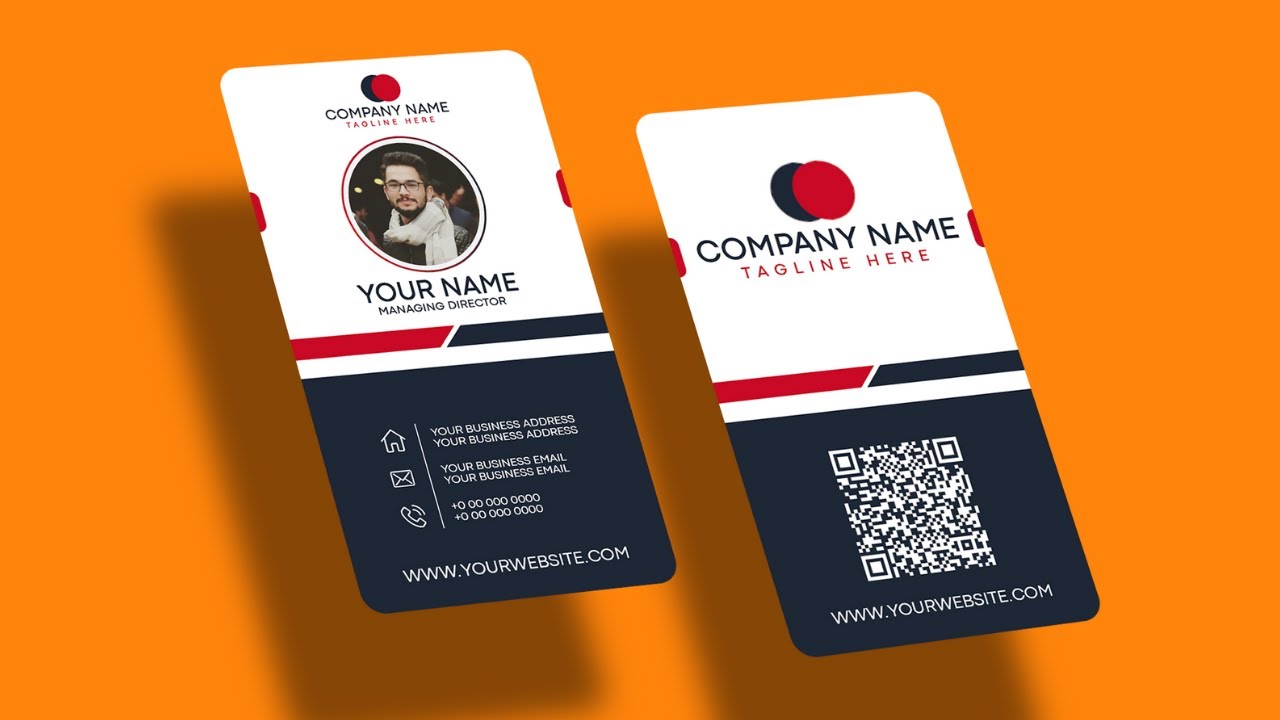 COMPANY NAME
TAGLINE HERE
YOUR NAME
MANAGING DIRECTOR
YOUR BUSINESS ADDRESS
YOUR BUSINESS ADDRESS
YOUR BUSINESS EMAIL
YOUR BUSINESS EMAIL
+0 00 000 0000
+0 00 000 0000
WWW.YOURWEBSITE.COM
COMPANY NAME
TAGLINE HERE
WWW.YOURWEBSITE.COM